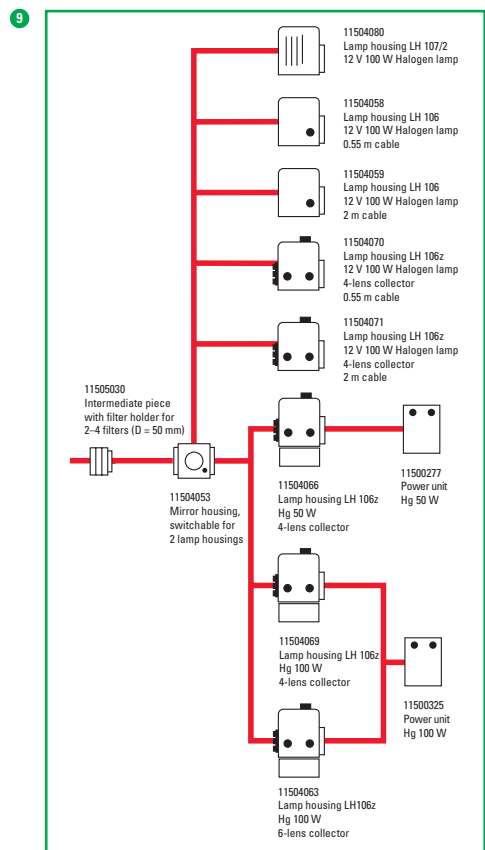 9
11504080
Lamp housing LH 107/2
12 V 100 W Halogen lamp
11504058
Lamp housing LH 106
12 V 100 W Halogen lamp
0.55 m cable
11504059
Lamp housing LH 106
12 V 100 W Halogen lamp
2 m cable
11504070
Lamp housing LH 106z
12 V 100 W Halogen lamp
4-lens collector
0.55 m cable
11504071
Lamp housing LH 106z
12 V 100 W Halogen lamp
4-lens collector
2 m cable
11505030
Intermediate piece
with filter holder for
2–4 filters (D = 50 mm)
11504053
Mirror housing,
switchable for
2 lamp housings
11504066
Lamp housing LH 106z
Hg 50 W
4-lens collector
11500277
Power unit
Hg 50 W
11504069
Lamp housing LH 106z
Hg 100 W
4-lens collector
11500325
Power unit
Hg 100 W
11504063
Lamp housing LH106z
Hg 100 W
6-lens collector